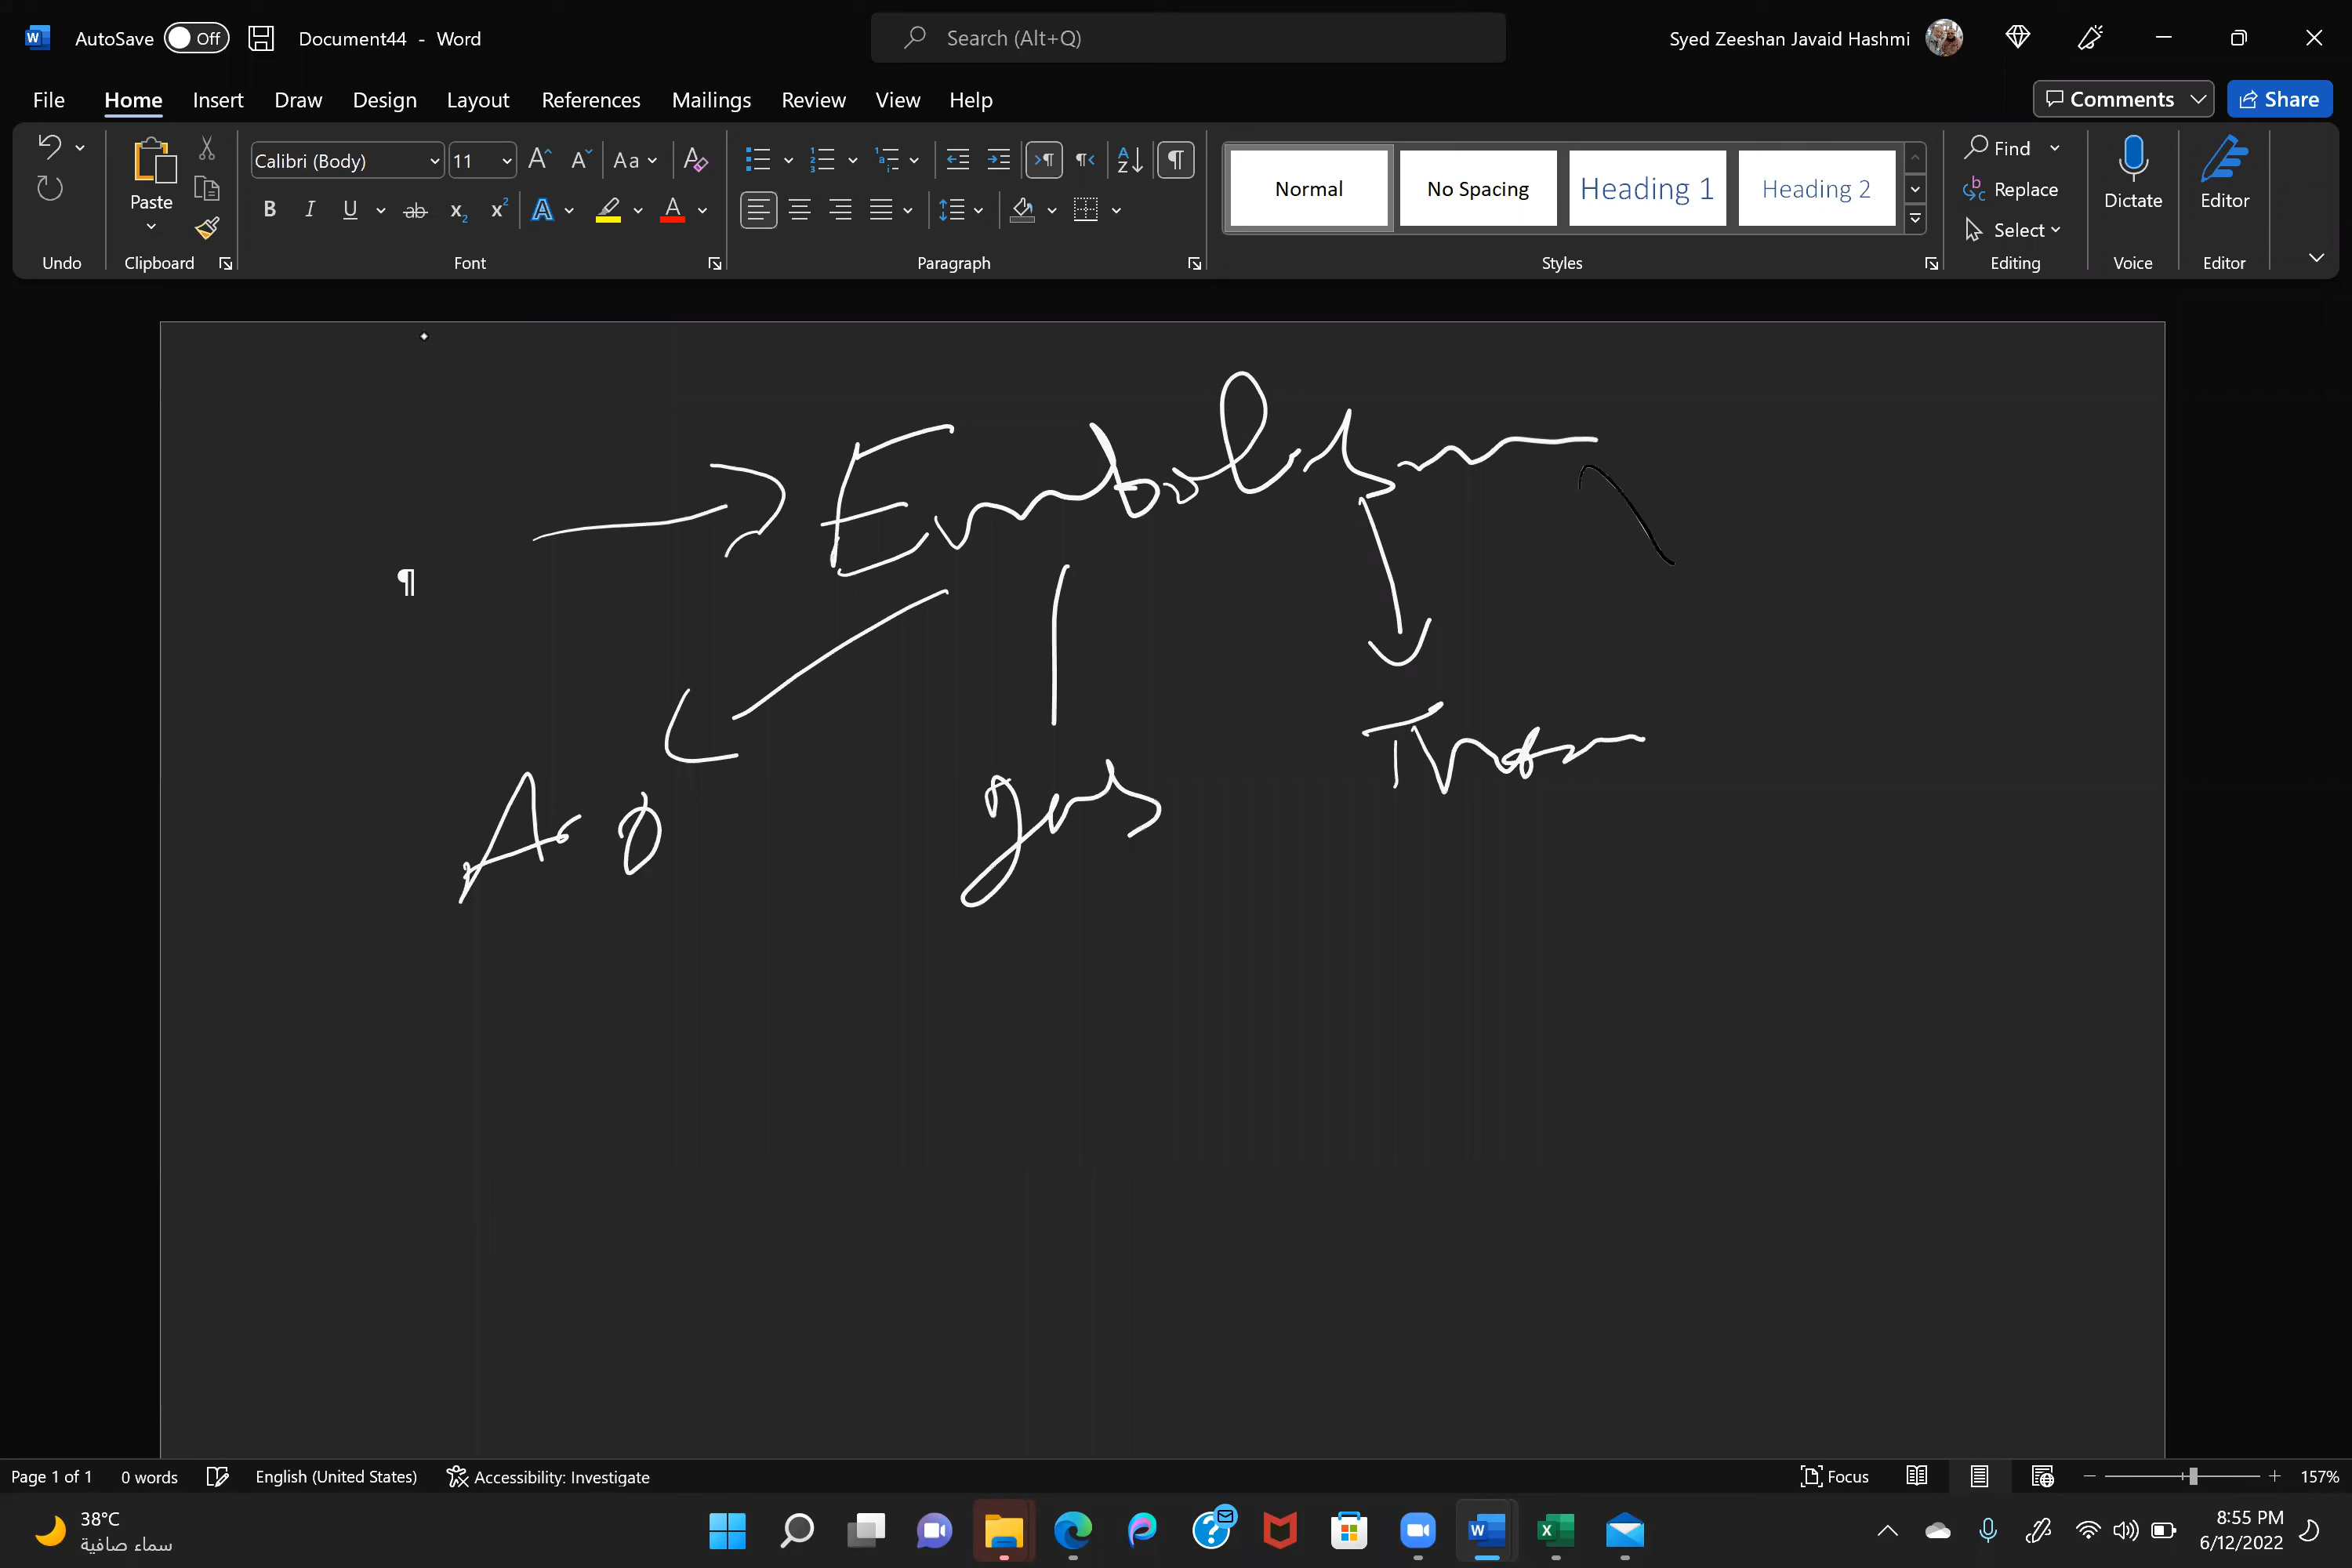 AutoSave Off Document44 - Word Search (Alt+Q) Syed Zeeshan Javaid Hashmi
File Home Insert Draw Design Layout References Mailings Review View Help Comments Share
Paste Calibri (Body) 11 Normal No Spacing Heading 1 Heading 2 Find Replace Select Dictate Editor
Undo Clipboard Font Paragraph Styles Editing Voice Editor
Embolism
¶
gas
Page 1 of 1 0 words English (United States) Accessibility: Investigate Focus 157%
38°C 8:55 PM
سماء صافية 6/12/2022